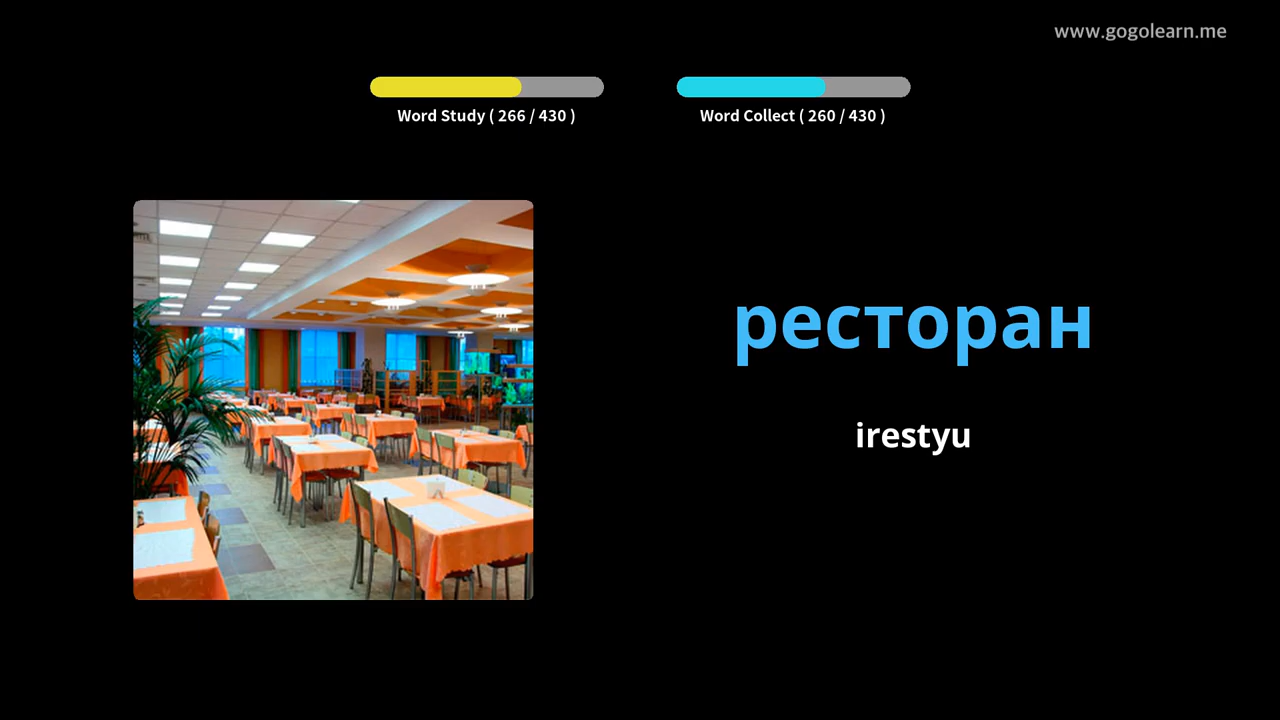 www.gogolearn.me
Word Study ( 266 / 430 )
Word Collect ( 260 / 430 )
ресторан
irestyu